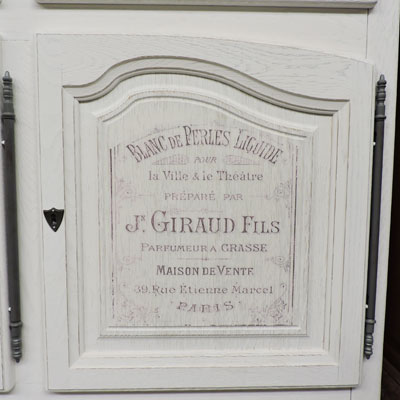 BLANC DE PERLES LIQUIDE
POUR
la Ville & le Théâtre
PRÉPARÉ PAR
Jn GIRAUD FILS
PARFUMEUR A GRASSE
MAISON DE VENTE
39. Rue Etienne Marcel
PARIS